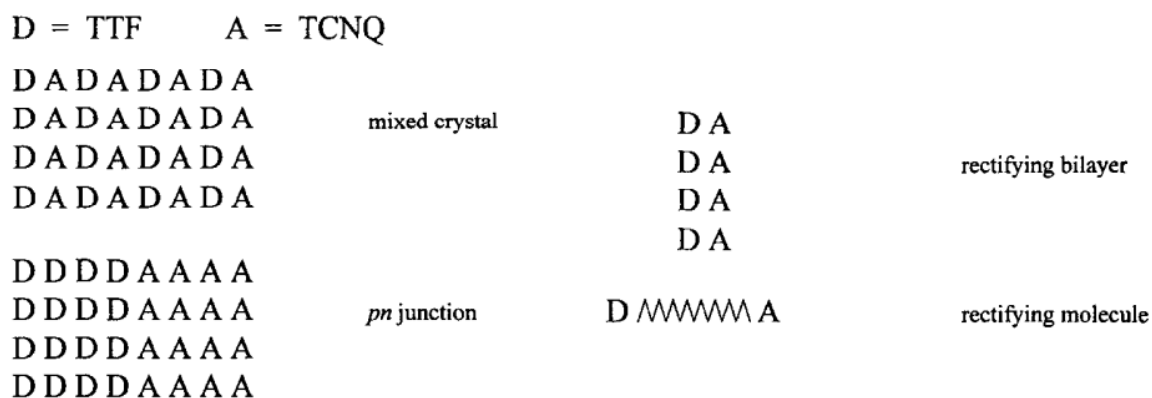 D = TTF A = TCNQ
D A D A D A D A
D A D A D A D A mixed crystal
D A D A D A D A
D A D A D A D A
D A
D A rectifying bilayer
D A
D A
D D D D A A A A
D D D D A A A A pn junction
D D D D A A A A
D D D D A A A A
D A rectifying molecule